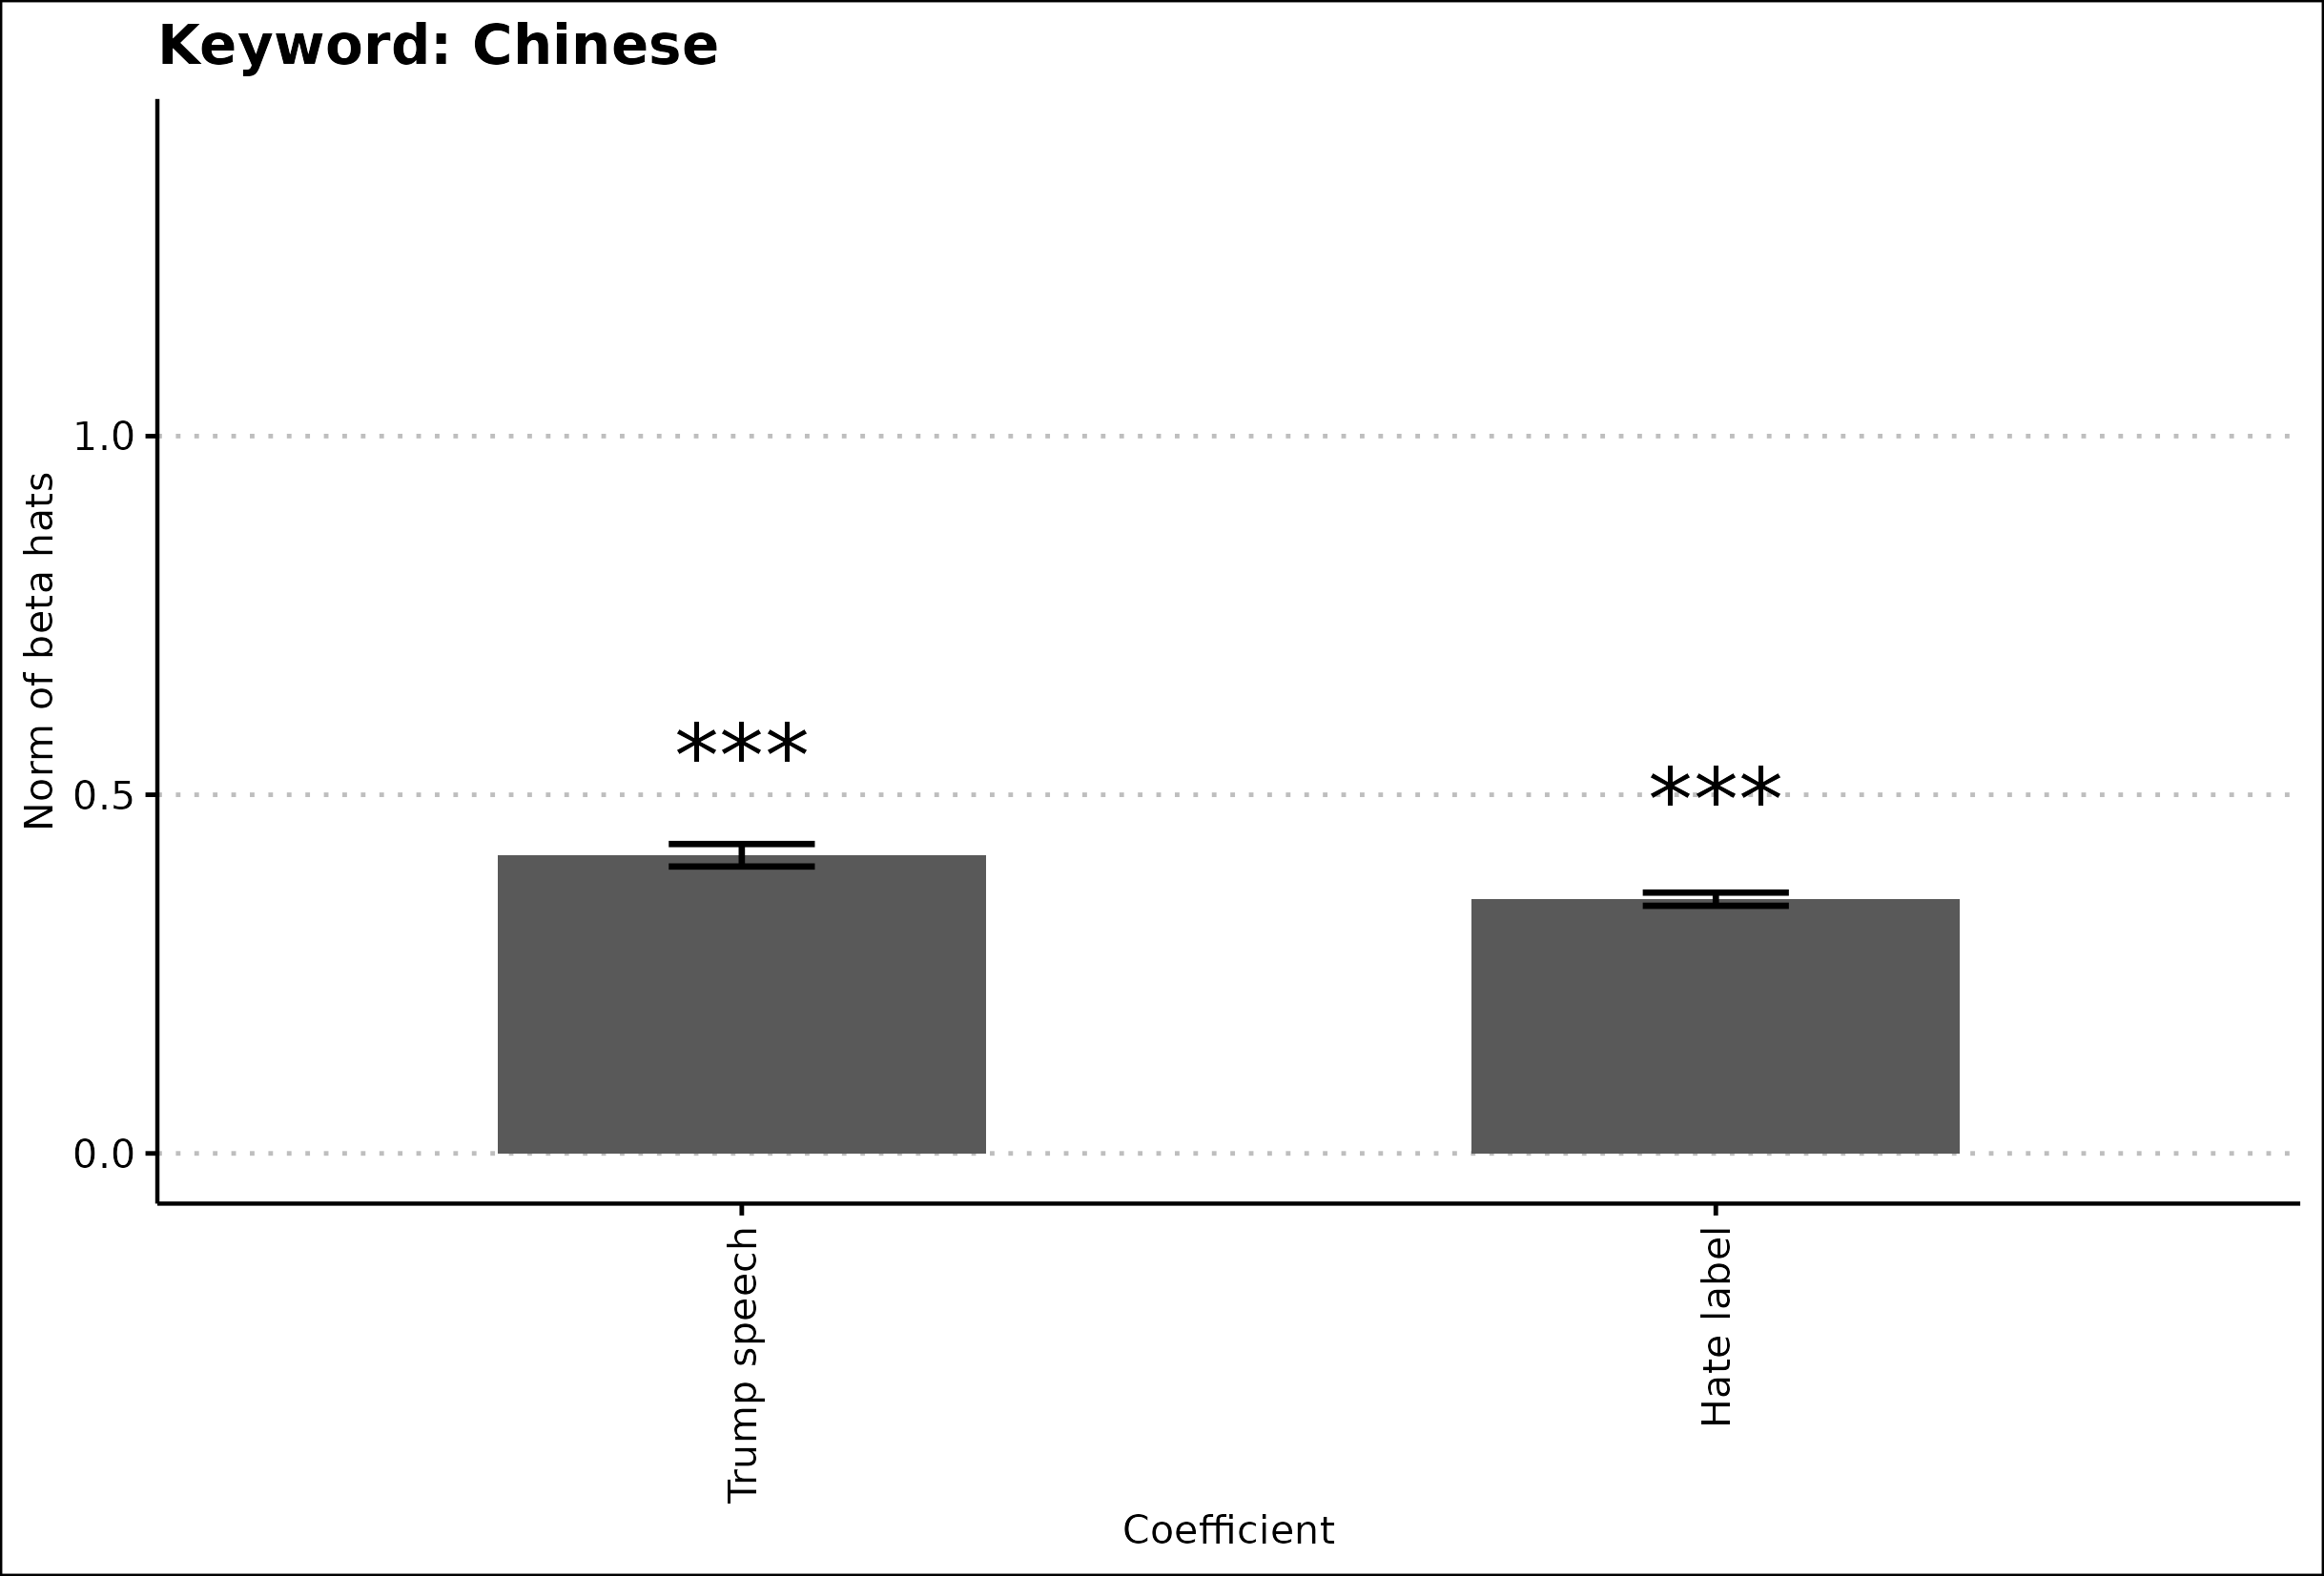 Keyword: Chinese
Norm of beta hats
1.0
0.5
0.0
***
***
Trump speech
Hate label
Coefficient